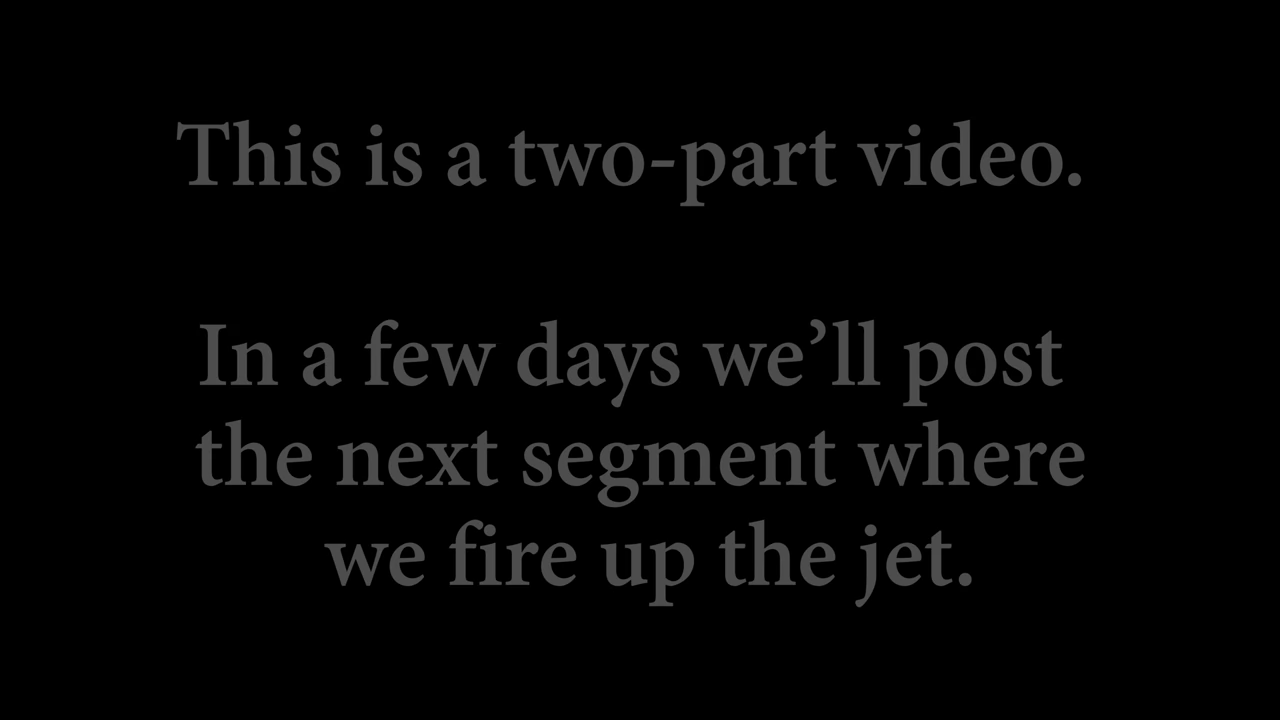 This is a two-part video.
In a few days we’ll post
the next segment where
we fire up the jet.